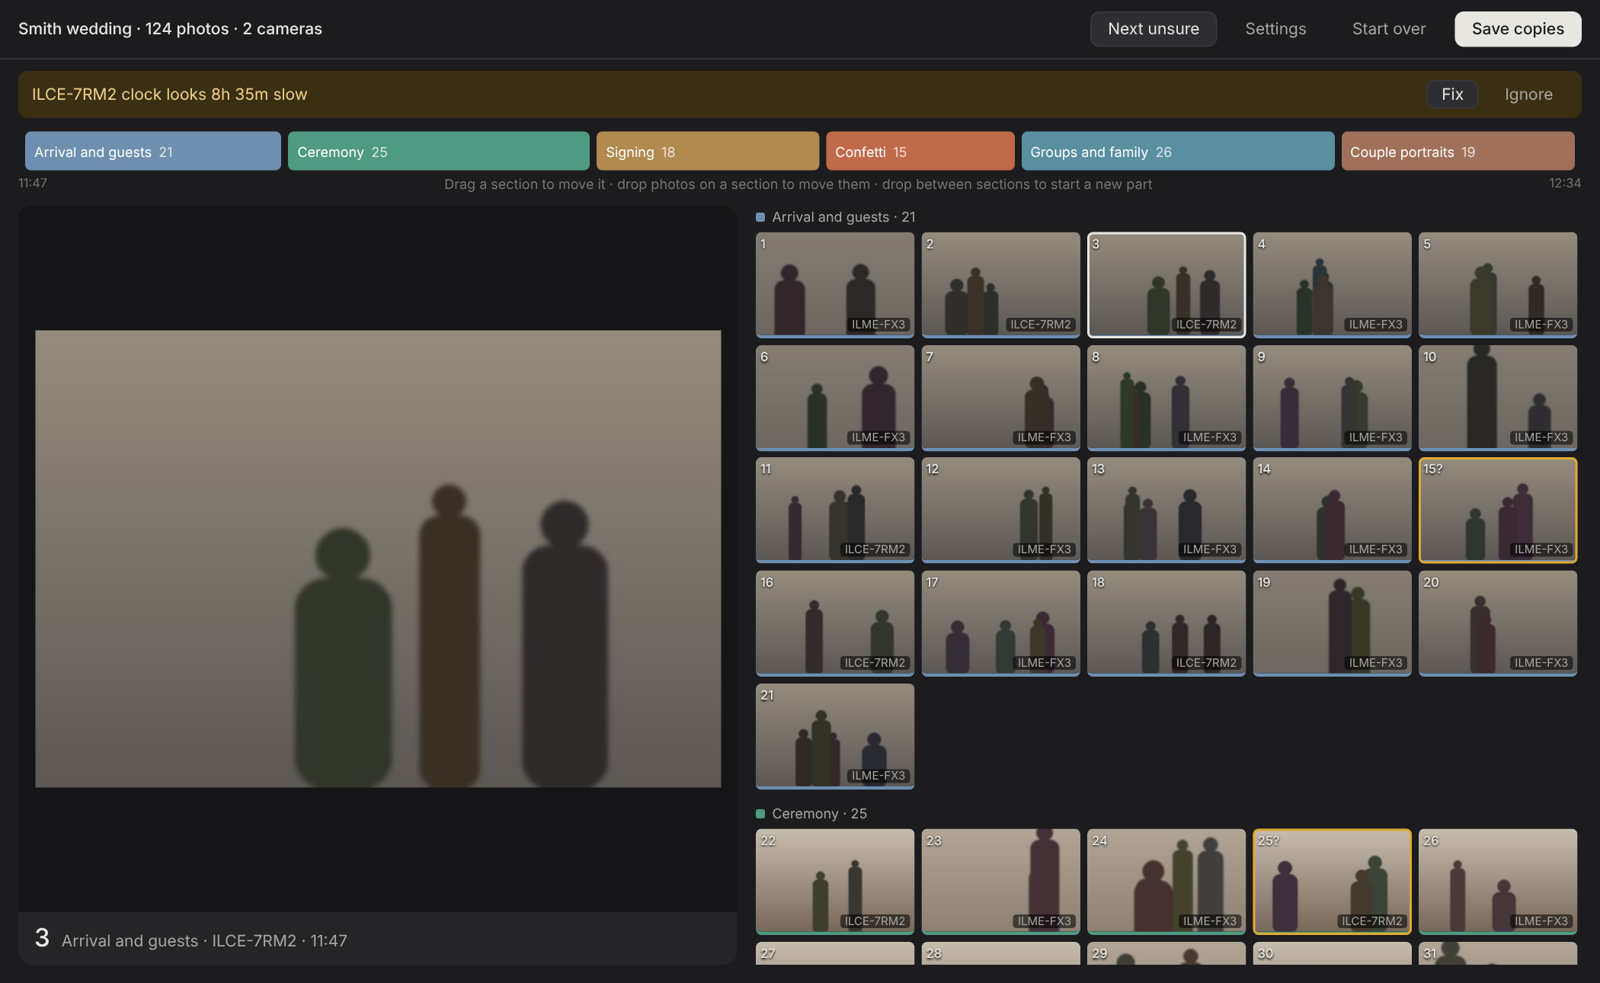 Smith wedding · 124 photos · 2 cameras
Next unsure
Settings
Start over
Save copies
ILCE-7RM2 clock looks 8h 35m slow
Fix
Ignore
Arrival and guests 21
Ceremony 25
Signing 18
Confetti 15
Groups and family 26
Couple portraits 19
11:47
Drag a section to move it · drop photos on a section to move them · drop between sections to start a new part
12:34
3 Arrival and guests · ILCE-7RM2 · 11:47
Arrival and guests · 21
1 ILME-FX3
2 ILCE-7RM2
3 ILCE-7RM2
4 ILME-FX3
5 ILME-FX3
6 ILME-FX3
7 ILME-FX3
8 ILME-FX3
9 ILME-FX3
10 ILME-FX3
11 ILCE-7RM2
12 ILME-FX3
13 ILME-FX3
14 ILME-FX3
15? ILME-FX3
16 ILCE-7RM2
17 ILME-FX3
18 ILCE-7RM2
19 ILME-FX3
20 ILME-FX3
21 ILME-FX3
Ceremony · 25
22 ILCE-7RM2
23 ILME-FX3
24 ILME-FX3
25? ILCE-7RM2
26 ILME-FX3
27
28
29
30
31